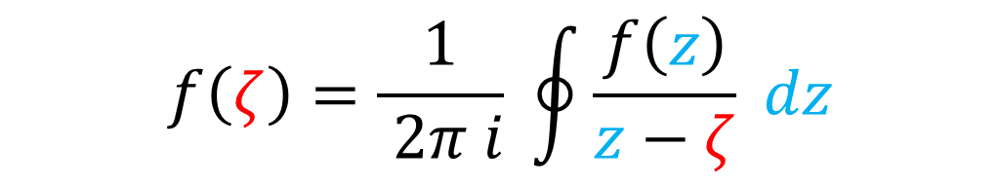 f(ζ) = 1/(2π i) ∮ f(z)/(z − ζ) dz